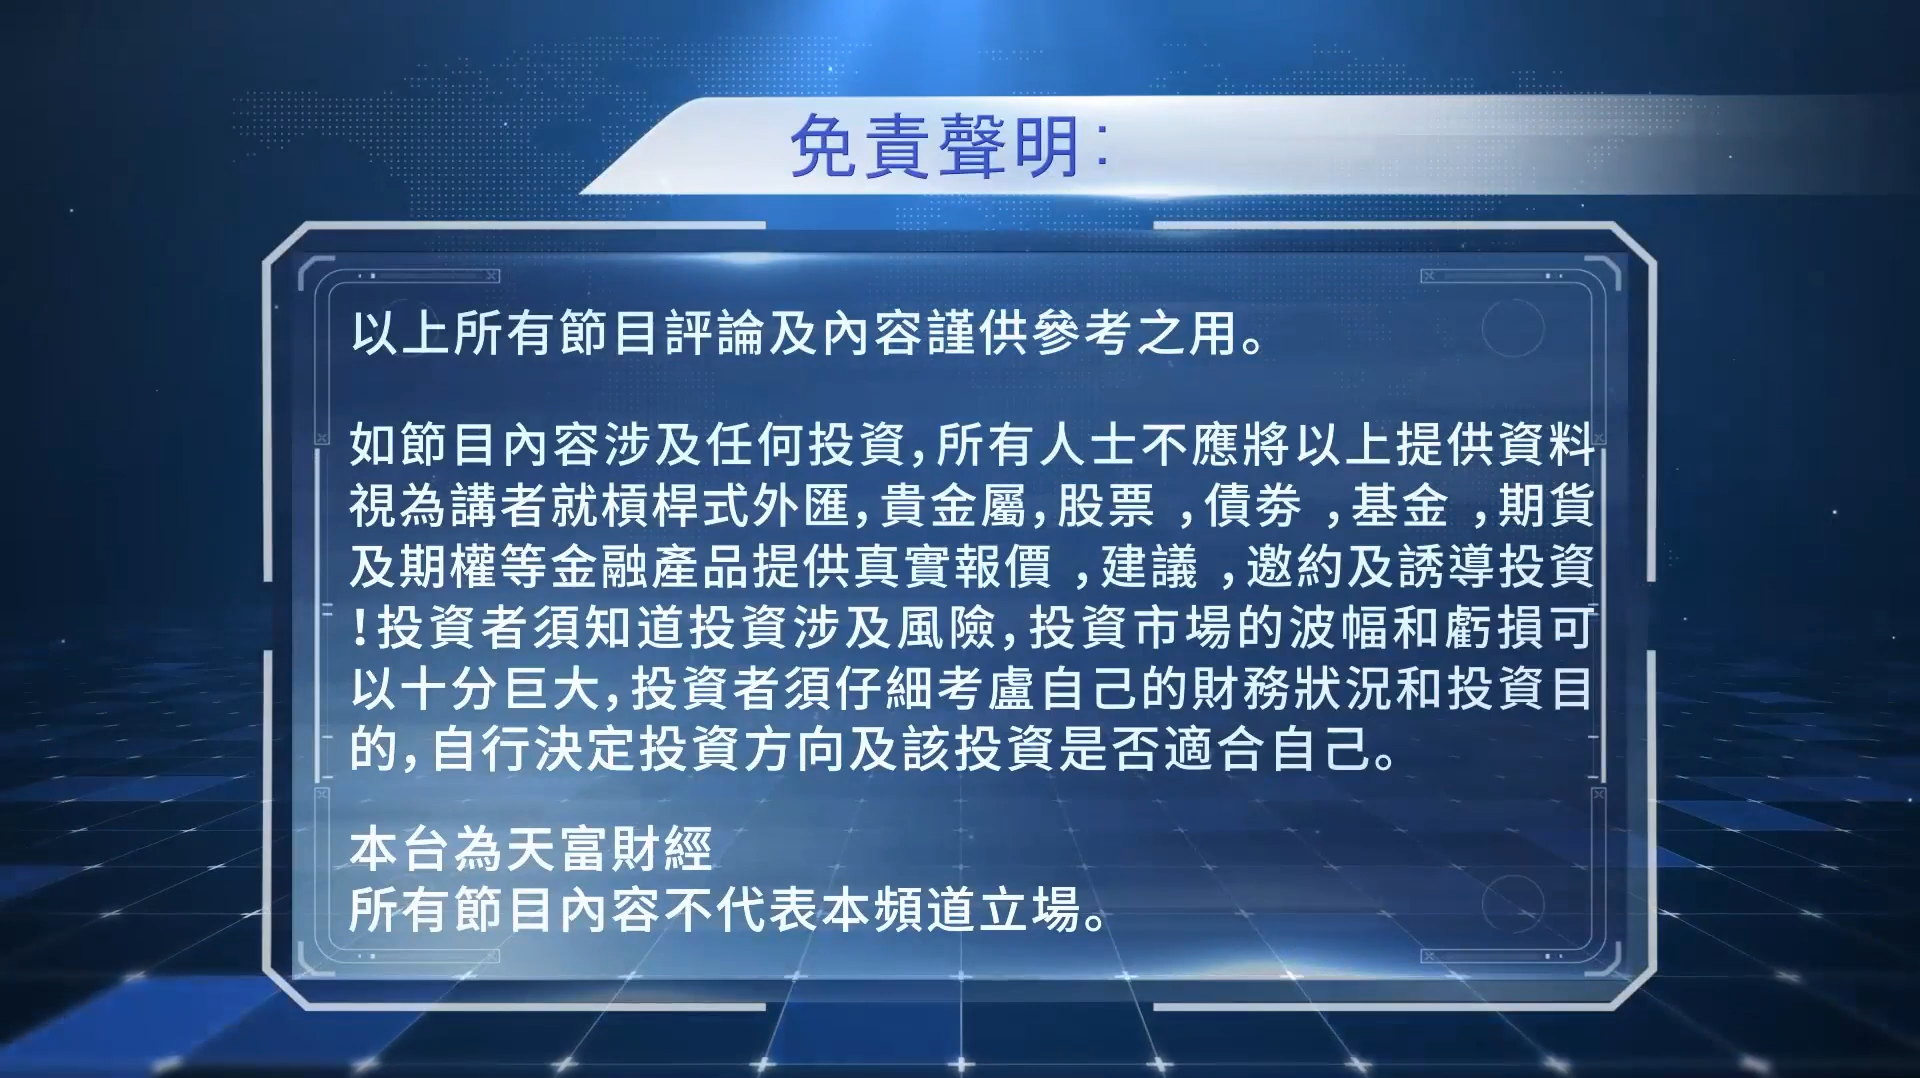 免責聲明：
以上所有節目評論及內容謹供參考之用。
如節目內容涉及任何投資，所有人士不應將以上提供資料
視為講者就槓桿式外匯，貴金屬，股票 ，債券 ，基金 ，期貨
及期權等金融產品提供真實報價 ，建議 ，邀約及誘導投資
！投資者須知道投資涉及風險，投資市場的波幅和虧損可
以十分巨大，投資者須仔細考盧自己的財務狀況和投資目
的，自行決定投資方向及該投資是否適合自己。
本台為天富財經
所有節目內容不代表本頻道立場。